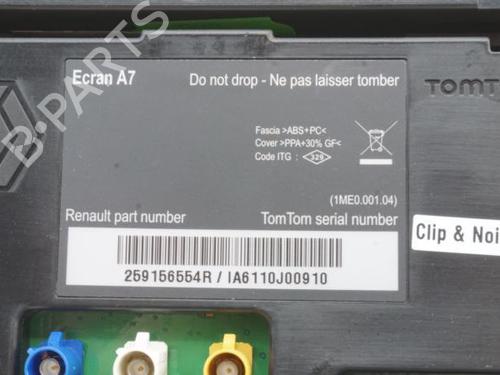 Ecran A7
Do not drop - Ne pas laisser tomber
TOMT
Fascia >ABS+PC<
Cover >PPA+30% GF<
Code ITG : 329
(1ME0.001.04)
Renault part number
TomTom serial number
Clip & Noi
259156554R / IA6110J00910